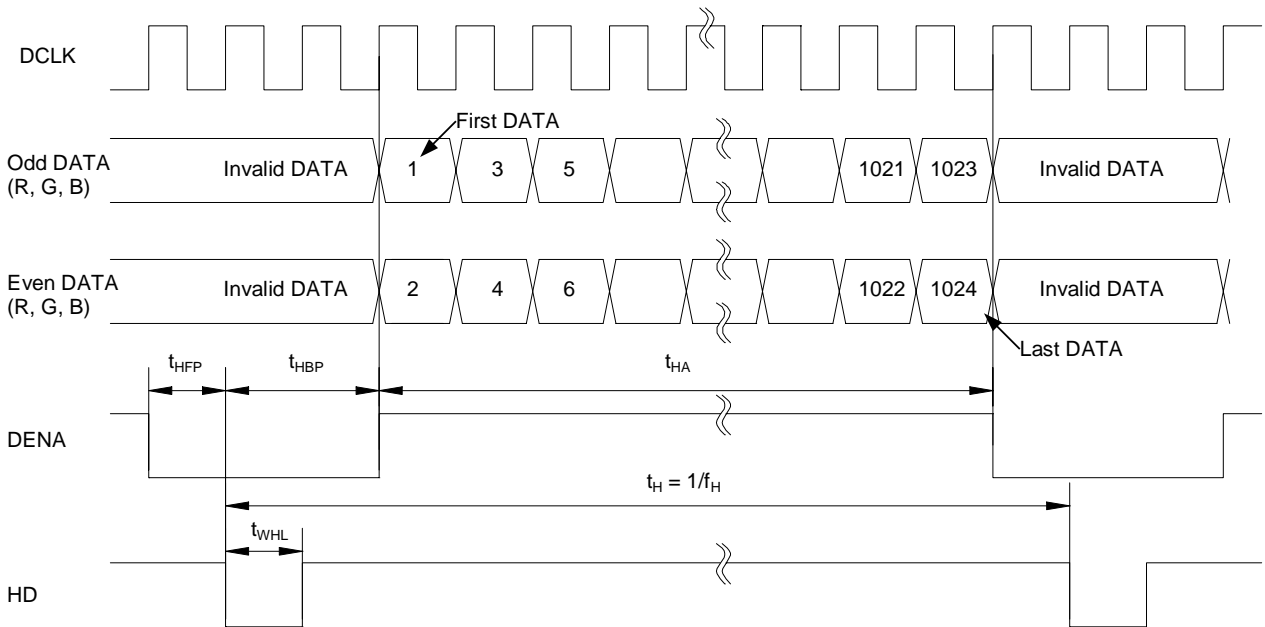 DCLK
First DATA
Odd DATA
(R, G, B)
Invalid DATA 1 3 5 1021 1023 Invalid DATA
Even DATA
(R, G, B)
Invalid DATA 2 4 6 1022 1024 Invalid DATA
Last DATA
tHFP tHBP tHA
DENA
tH = 1/fH
tWHL
HD